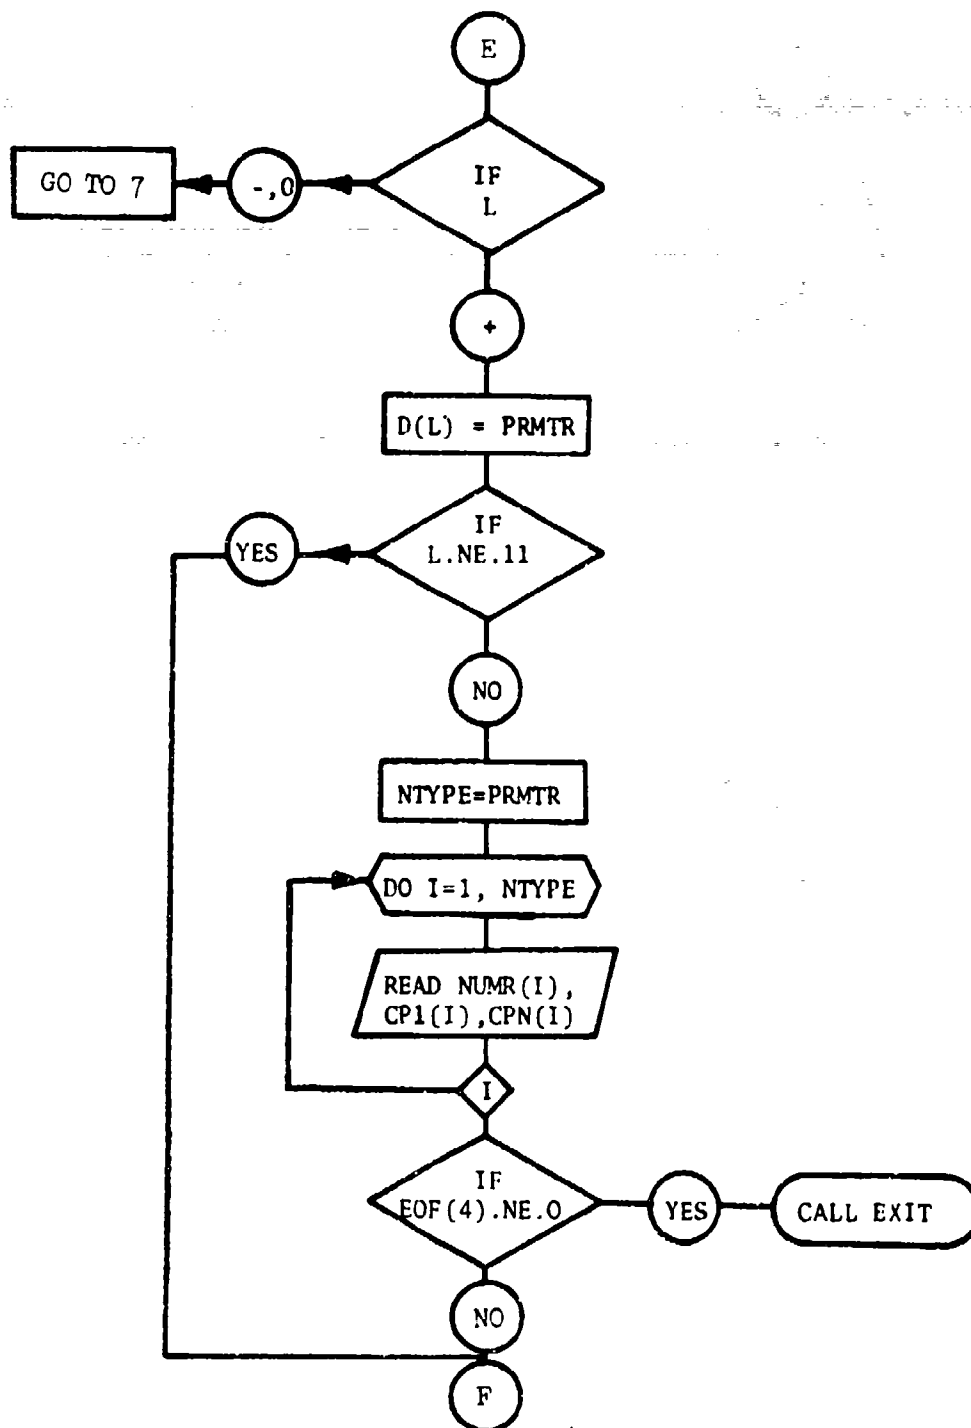 E
IF
L
-,0
GO TO 7
+
D(L) = PRMTR
IF
L.NE.11
YES
NO
NTYPE=PRMTR
DO I=1, NTYPE
READ NUMR(I),
CP1(I),CPN(I)
I
IF
EOF(4).NE.0
YES
CALL EXIT
NO
F